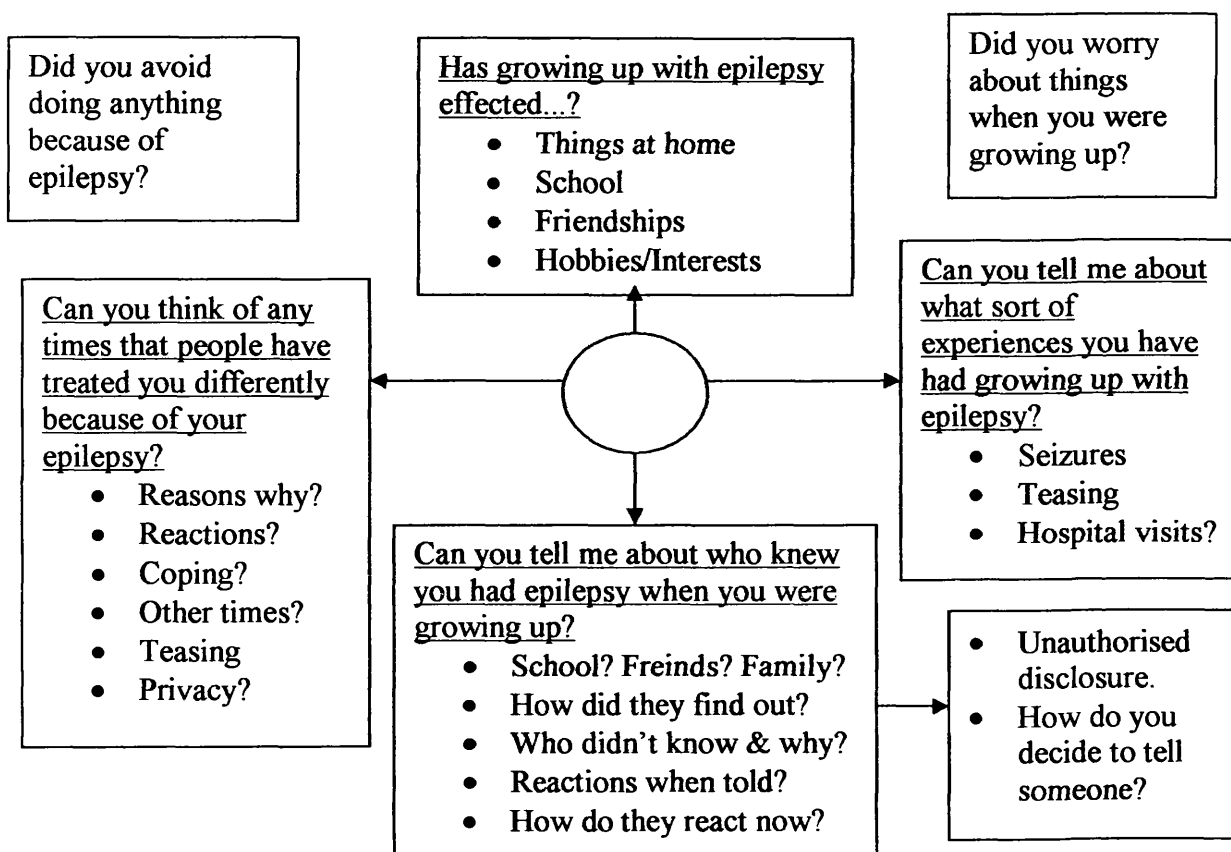 Did you avoid
doing anything
because of
epilepsy?
Has growing up with epilepsy
effected...?
• Things at home
• School
• Friendships
• Hobbies/Interests
Did you worry
about things
when you were
growing up?
Can you think of any
times that people have
treated you differently
because of your
epilepsy?
• Reasons why?
• Reactions?
• Coping?
• Other times?
• Teasing
• Privacy?
Can you tell me about
what sort of
experiences you have
had growing up with
epilepsy?
• Seizures
• Teasing
• Hospital visits?
Can you tell me about who knew
you had epilepsy when you were
growing up?
• School? Freinds? Family?
• How did they find out?
• Who didn't know & why?
• Reactions when told?
• How do they react now?
• Unauthorised
disclosure.
• How do you
decide to tell
someone?